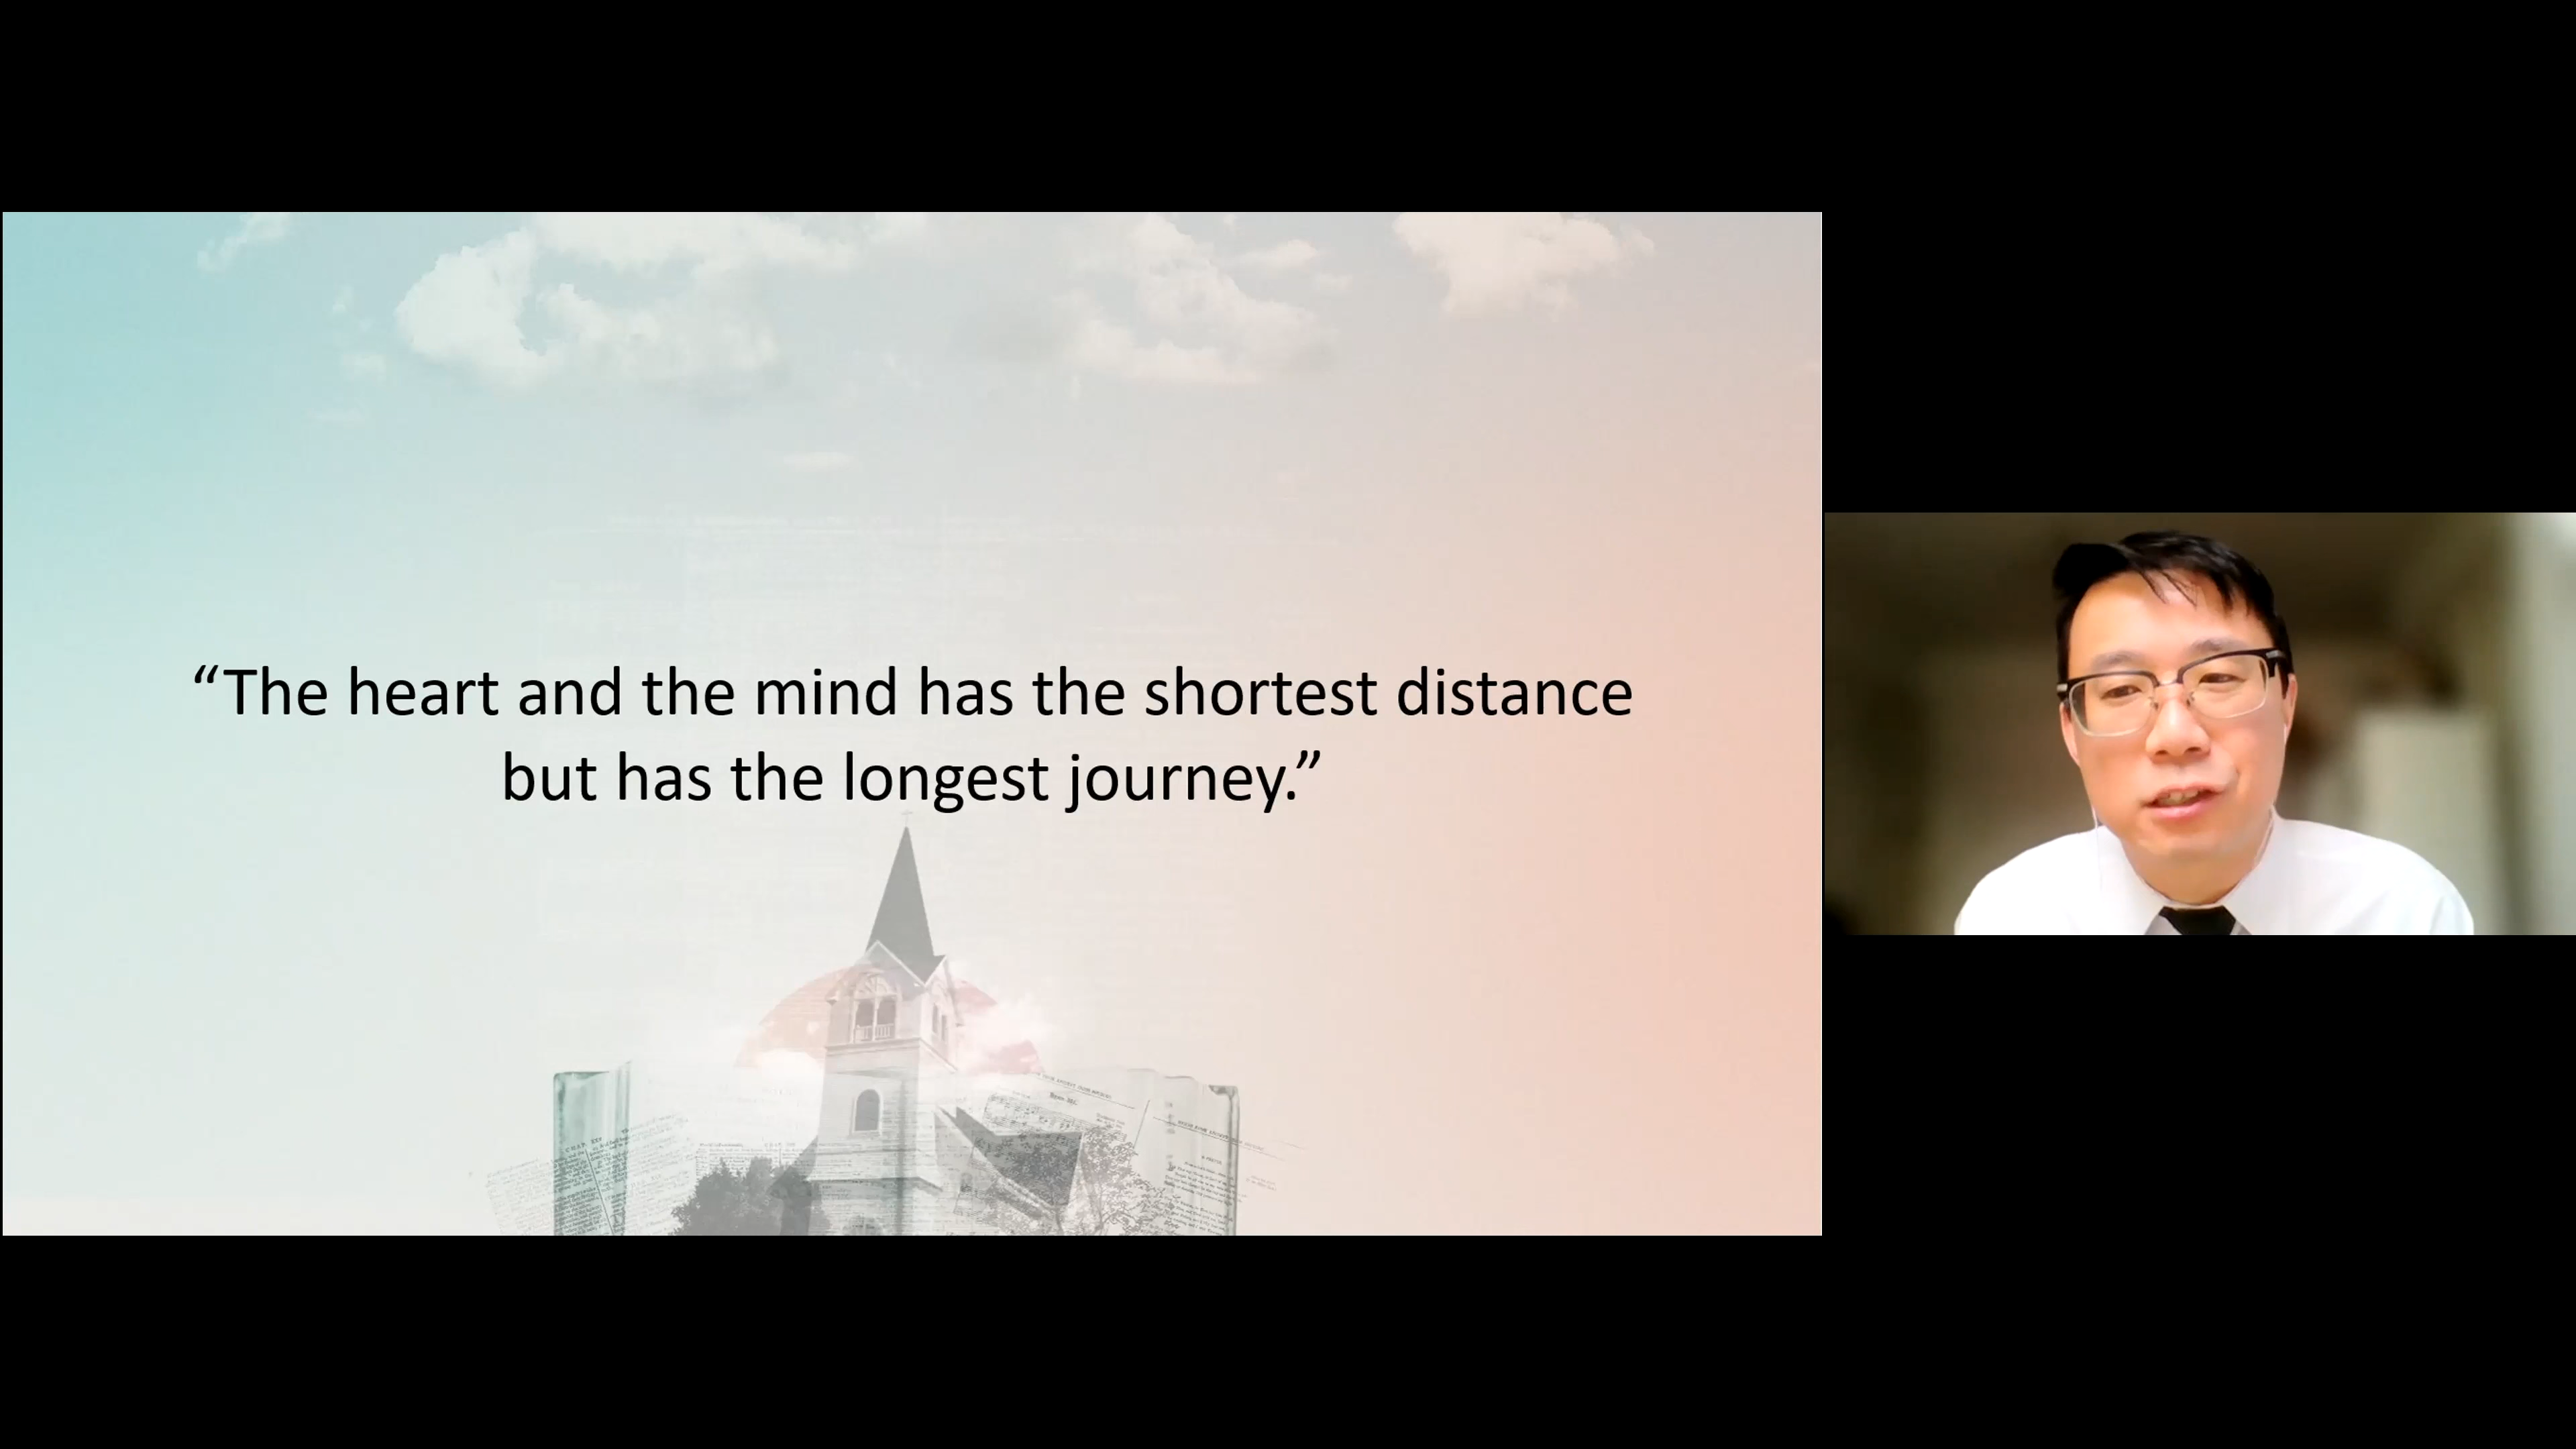 “The heart and the mind has the shortest distance
but has the longest journey.”